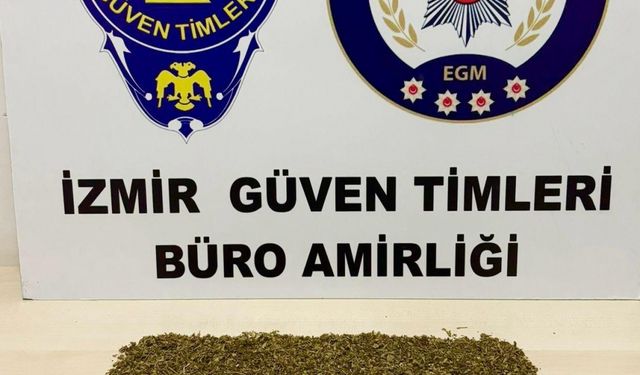 GÜVEN TİMLERİ
EGM
İZMİR GÜVEN TİMLERİ
BÜRO AMİRLİĞİ